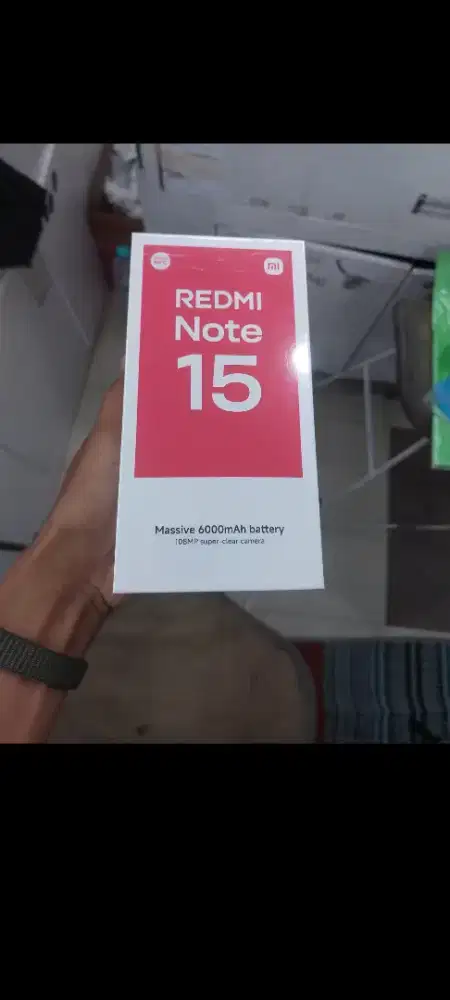 mi
REDMI
Note
15
Massive 6000mAh battery
108MP super-clear camera